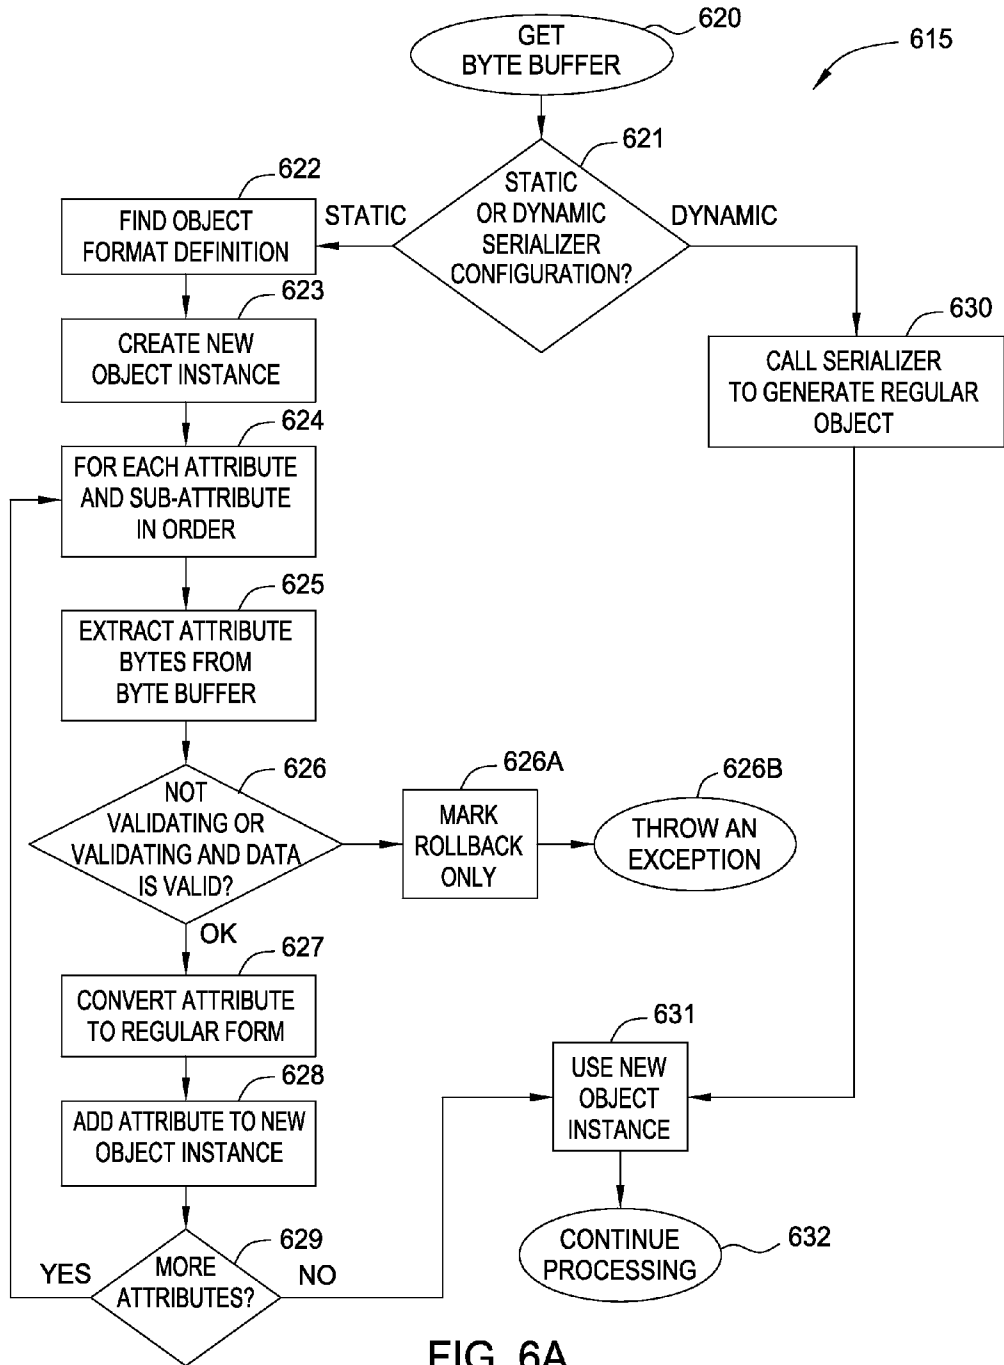 620
GET
BYTE BUFFER
615
621
STATIC
OR DYNAMIC
SERIALIZER
CONFIGURATION?
STATIC
DYNAMIC
622
FIND OBJECT
FORMAT DEFINITION
623
CREATE NEW
OBJECT INSTANCE
630
CALL SERIALIZER
TO GENERATE REGULAR
OBJECT
624
FOR EACH ATTRIBUTE
AND SUB-ATTRIBUTE
IN ORDER
625
EXTRACT ATTRIBUTE
BYTES FROM
BYTE BUFFER
626
NOT
VALIDATING OR
VALIDATING AND DATA
IS VALID?
626A
MARK
ROLLBACK
ONLY
626B
THROW AN
EXCEPTION
OK
627
CONVERT ATTRIBUTE
TO REGULAR FORM
628
ADD ATTRIBUTE TO NEW
OBJECT INSTANCE
631
USE NEW
OBJECT
INSTANCE
629
MORE
ATTRIBUTES?
YES
NO
632
CONTINUE
PROCESSING
FIG. 6A